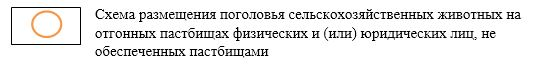 Схема размещения поголовья сельскохозяйственных животных на
отгонных пастбищах физических и (или) юридических лиц, не
обеспеченных пастбищами